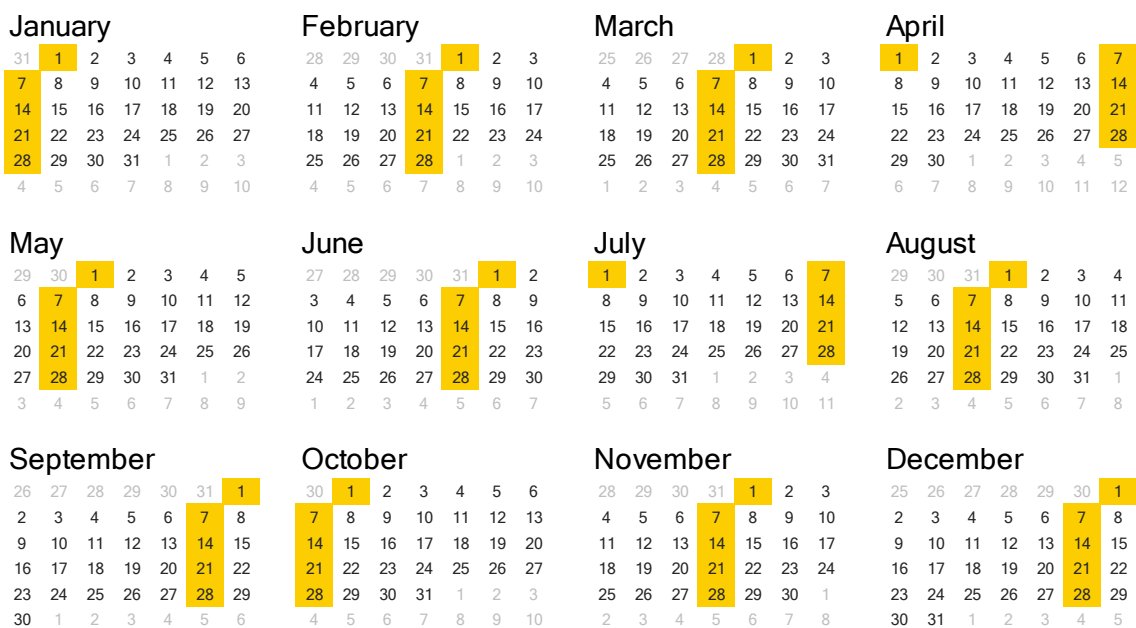 January February March April
31 1 2 3 4 5 6 28 29 30 31 1 2 3 25 26 27 28 1 2 3 1 2 3 4 5 6 7
7 8 9 10 11 12 13 4 5 6 7 8 9 10 4 5 6 7 8 9 10 8 9 10 11 12 13 14
14 15 16 17 18 19 20 11 12 13 14 15 16 17 11 12 13 14 15 16 17 15 16 17 18 19 20 21
21 22 23 24 25 26 27 18 19 20 21 22 23 24 18 19 20 21 22 23 24 22 23 24 25 26 27 28
28 29 30 31 1 2 3 25 26 27 28 1 2 3 25 26 27 28 29 30 31 29 30 1 2 3 4 5
4 5 6 7 8 9 10 4 5 6 7 8 9 10 1 2 3 4 5 6 7 6 7 8 9 10 11 12
May June July August
29 30 1 2 3 4 5 27 28 29 30 31 1 2 1 2 3 4 5 6 7 29 30 31 1 2 3 4
6 7 8 9 10 11 12 3 4 5 6 7 8 9 8 9 10 11 12 13 14 5 6 7 8 9 10 11
13 14 15 16 17 18 19 10 11 12 13 14 15 16 15 16 17 18 19 20 21 12 13 14 15 16 17 18
20 21 22 23 24 25 26 17 18 19 20 21 22 23 22 23 24 25 26 27 28 19 20 21 22 23 24 25
27 28 29 30 31 1 2 24 25 26 27 28 29 30 29 30 31 1 2 3 4 26 27 28 29 30 31 1
3 4 5 6 7 8 9 1 2 3 4 5 6 7 5 6 7 8 9 10 11 2 3 4 5 6 7 8
September October November December
26 27 28 29 30 31 1 30 1 2 3 4 5 6 28 29 30 31 1 2 3 25 26 27 28 29 30 1
2 3 4 5 6 7 8 7 8 9 10 11 12 13 4 5 6 7 8 9 10 2 3 4 5 6 7 8
9 10 11 12 13 14 15 14 15 16 17 18 19 20 11 12 13 14 15 16 17 9 10 11 12 13 14 15
16 17 18 19 20 21 22 21 22 23 24 25 26 27 18 19 20 21 22 23 24 16 17 18 19 20 21 22
23 24 25 26 27 28 29 28 29 30 31 1 2 3 25 26 27 28 29 30 1 23 24 25 26 27 28 29
30 1 2 3 4 5 6 4 5 6 7 8 9 10 2 3 4 5 6 7 8 30 31 1 2 3 4 5